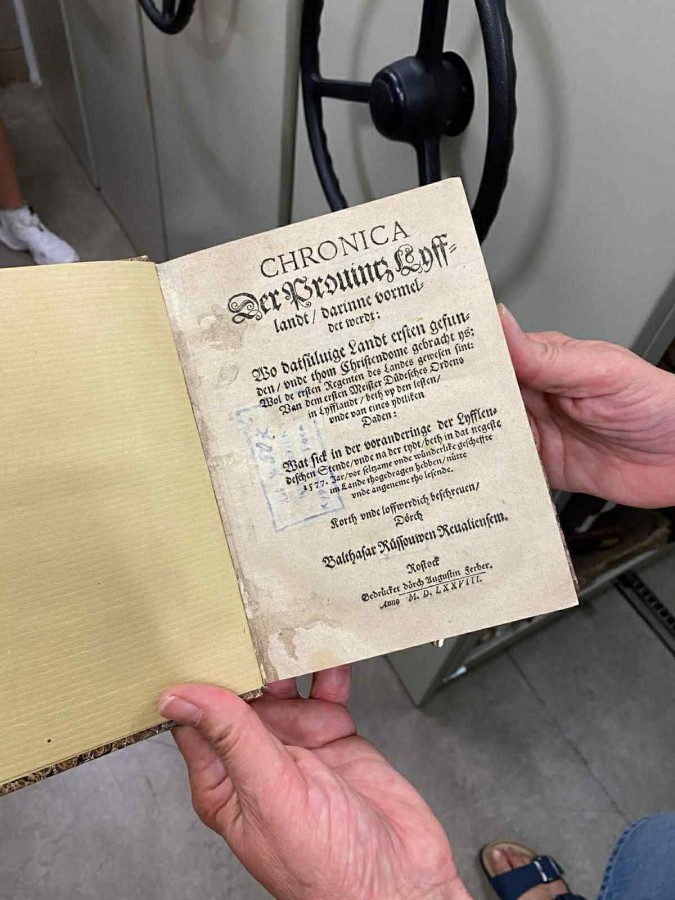 CHRONICA
Der Prouintz Lyff-
landt / darinne vormel-
det werdt:
Wo datsüluige Landt ersten gefun-
den / vnde thom Christendome gebracht ys:
Wol de ersten Regenten des Landes gewesen sint:
Van dem ersten Meister Düdesches Ordens
in Lyfflandt / beth vp den lesten /
vnde van eines ydtliken
Daden:
Wat sick in der voranderinge der Lyfflen-
deschen Stende / vnde na der tydt / beth in dat negeste
1577. Jar / vor seltzame vnde wünderlike gescheffte
im Lande thogedragen hebben / nütte
vnde angeneme tho lesende.
Korth vnde loffwerdich beschreuen /
Dörch
Balthasar Rüssouwen Reualiensem.
Rostock
Gedrücket dörch Augustin Ferber.
Anno M. D. LXXVIII.